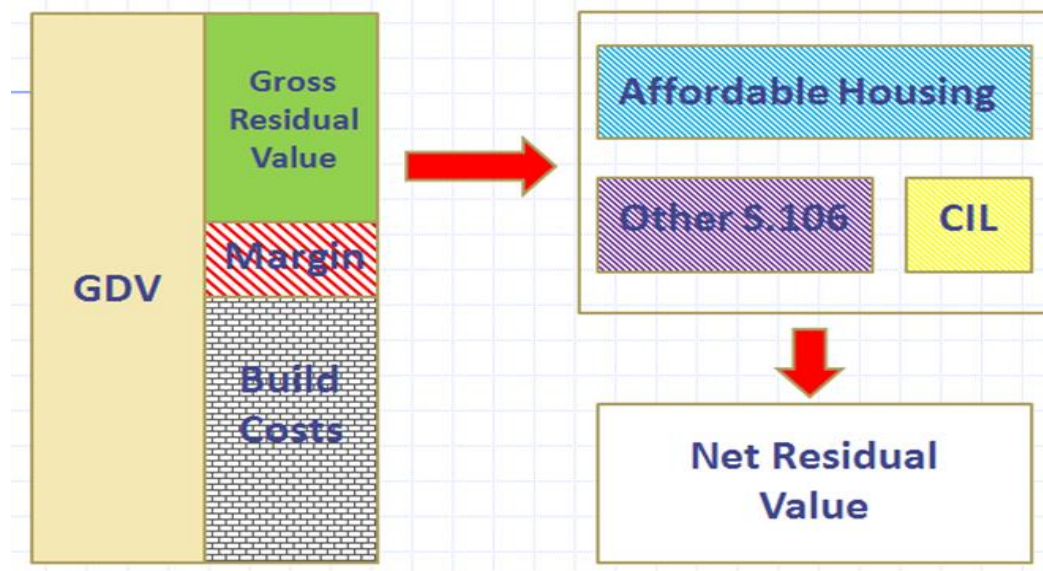 GDV
Gross
Residual
Value
Margin
Build
Costs
Affordable Housing
Other S.106
CIL
Net Residual
Value